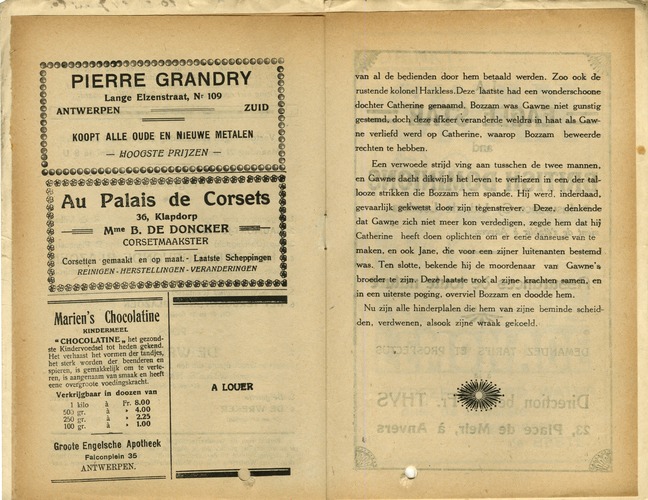 PIERRE GRANDRY
Lange Elzenstraat, Nr 109
ANTWERPEN ZUID
KOOPT ALLE OUDE EN NIEUWE METALEN
— HOOGSTE PRIJZEN —
Au Palais de Corsets
36, Klapdorp
Mme B. DE DONCKER
CORSETMAAKSTER
Corsetten gemaakt en op maat. - Laatste Scheppingen
REINIGEN - HERSTELLINGEN - VERANDERINGEN
Marien's Chocolatine
KINDERMEEL
"CHOCOLATINE" het gezond-
ste Kindervoedsel tot heden gekend.
Het verhaast het vormen der tandjes,
het sterk worden der beenderen en
spieren, is gemakkelijk om te verte-
ren, is aangenaam van smaak en heeft
eene overgroote voedingskracht.
Verkrijgbaar in doozen van
1 kilo à Fr. 8.00
500 gr. à » 4.00
250 gr. à » 2.25
100 gr. à » 1.00
Groote Engelsche Apotheek
Falconplein 35
ANTWERPEN.
A LOUER
van al de bedienden door hem betaald werden. Zoo ook de
rustende kolonel Harkless. Deze laatste had een wonderschoone
dochter Catherine genaamd. Bozzam was Gawne niet gunstig
gestemd, doch deze afkeer veranderde weldra in haat als Gaw-
ne verliefd werd op Catherine, waarop Bozzam beweerde
rechten te hebben.
Een verwoede strijd ving aan tusschen de twee mannen,
en Gawne dacht dikwijls het leven te verliezen in een der tal-
looze strikken die Bozzam hem spande. Hij werd, inderdaad,
gevaarlijk gekwetst door zijn tegenstrever. Deze, denkende
dat Gawne zich niet meer kon verdedigen, zegde hem dat hij
Catherine heeft doen oplichten om er eene danseuse van te
maken, en ook Jane, die voor een zijner luitenanten bestemd
was. Ten slotte, bekende hij de moordenaar van Gawne's
broeder te zijn. Deze laatste trok al zijne krachten samen, en
in een uiterste poging, overviel Bozzam en doodde hem.
Nu zijn alle hinderplalen die hem van zijne beminde scheid-
den, verdwenen, alsook zijne wraak gekoeld.